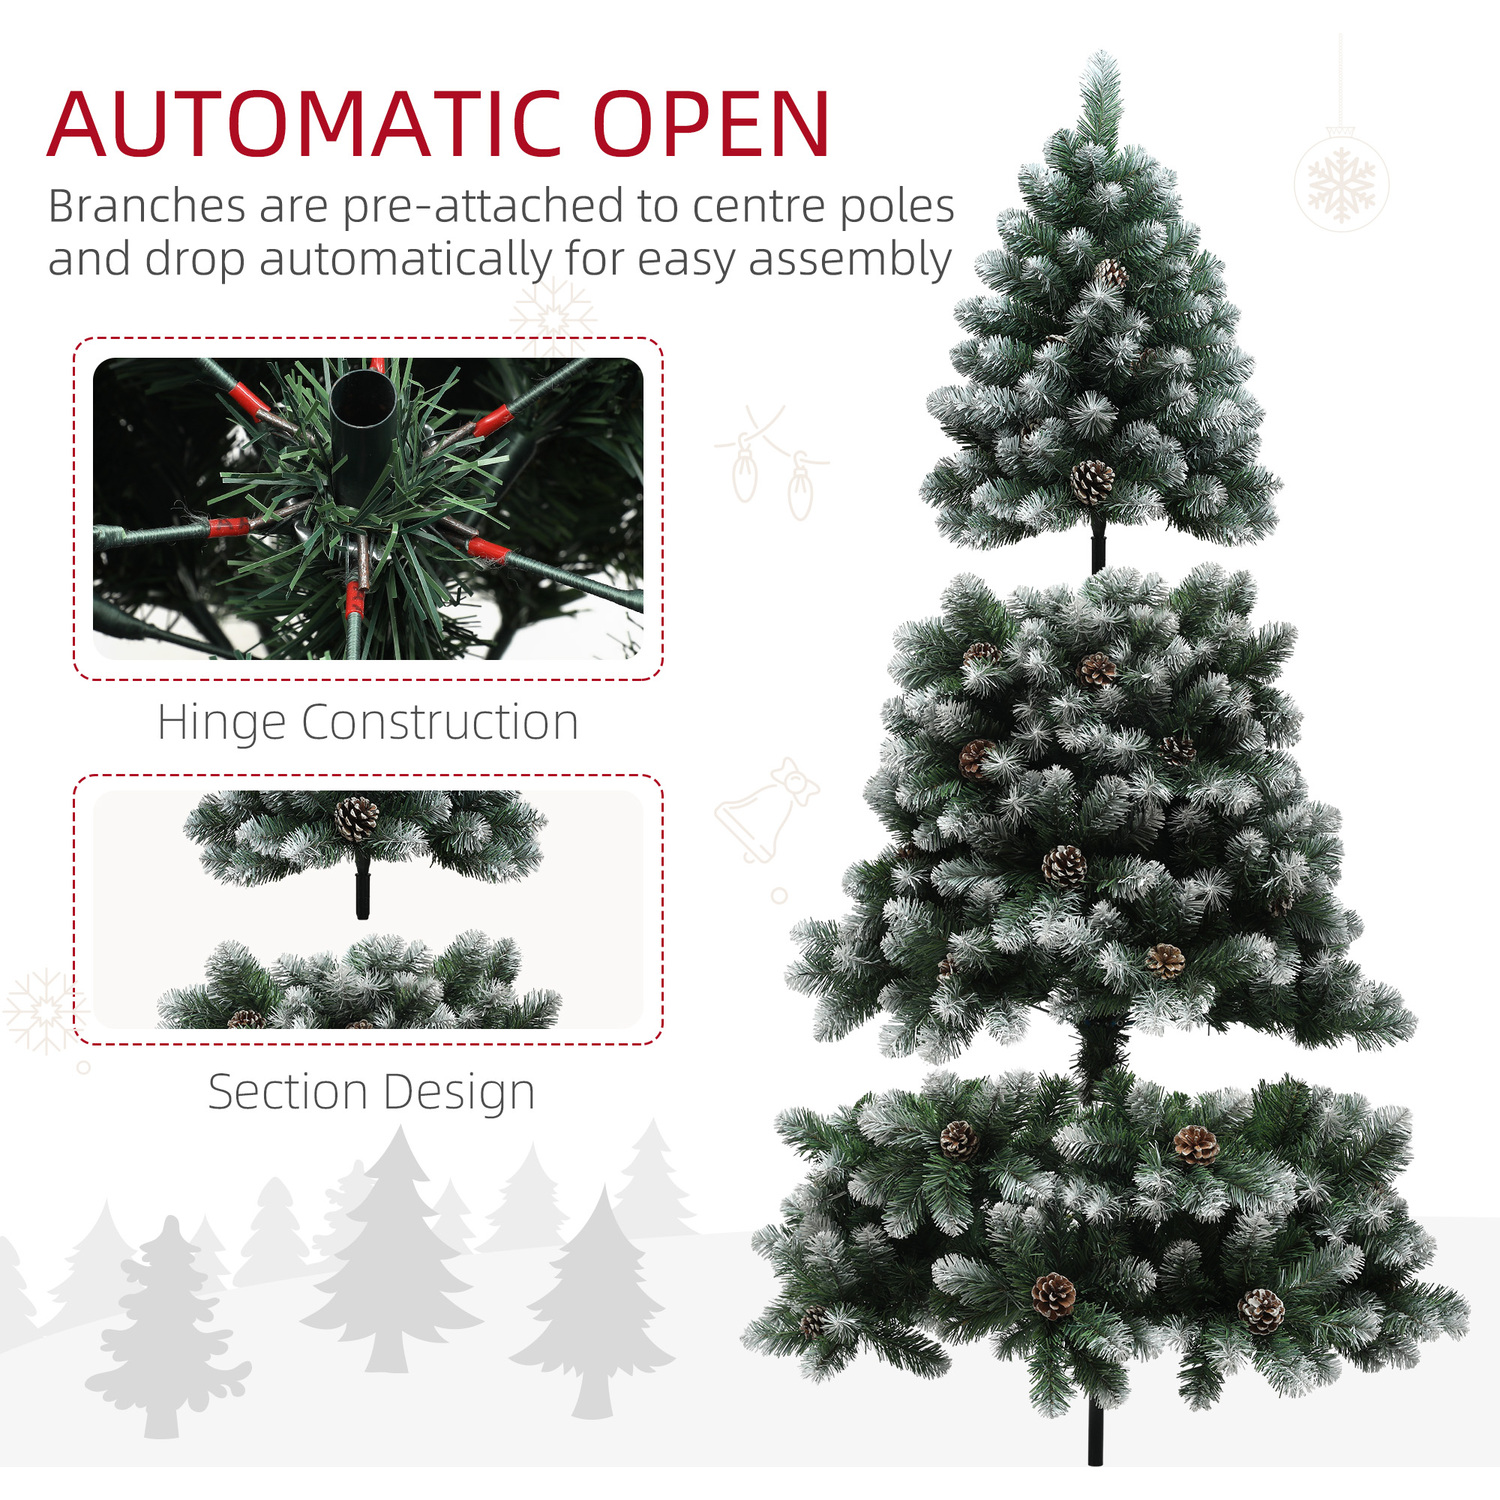 AUTOMATIC OPEN
Branches are pre-attached to centre poles
and drop automatically for easy assembly
Hinge Construction
Section Design